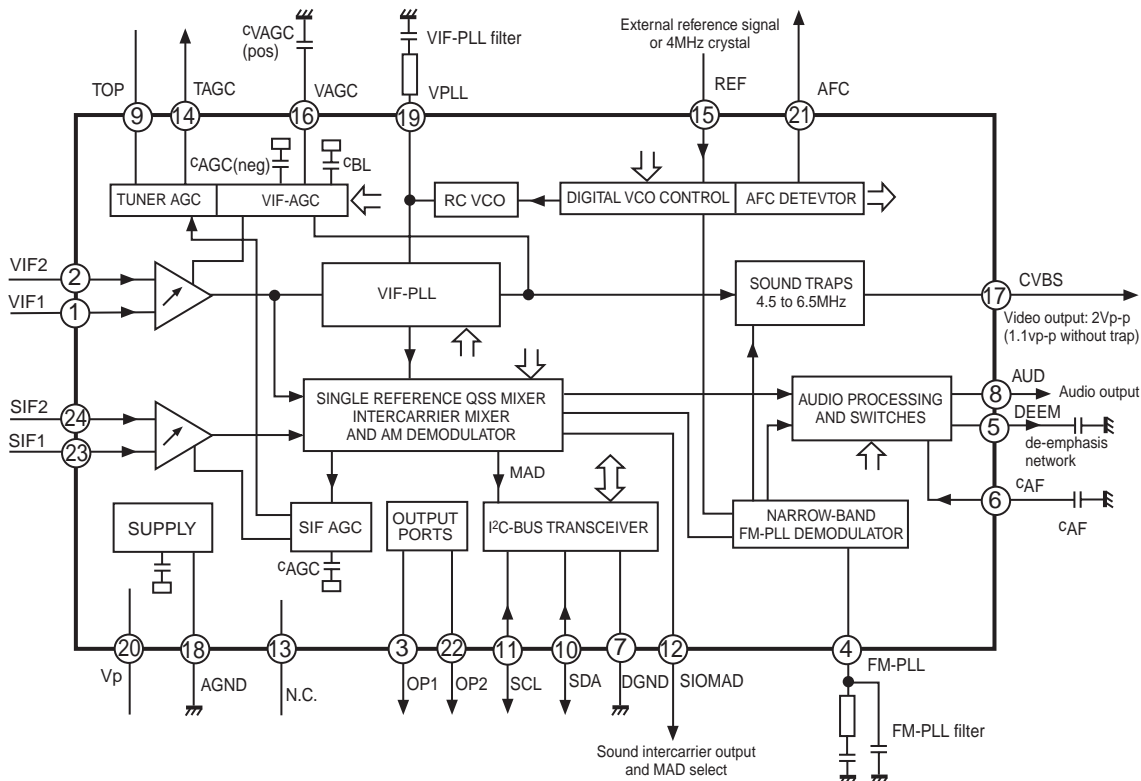 cVAGC
(pos)
VIF-PLL filter
External reference signal
or 4MHz crystal
TOP
TAGC
VAGC
VPLL
REF
AFC
9
14
16
19
15
21
cAGC(neg)
cBL
TUNER AGC
VIF-AGC
RC VCO
DIGITAL VCO CONTROL
AFC DETEVTOR
VIF2
2
VIF1
1
VIF-PLL
SOUND TRAPS
4.5 to 6.5MHz
17
CVBS
Video output: 2Vp-p
(1.1vp-p without trap)
SIF2
24
SIF1
23
SINGLE REFERENCE QSS MIXER
INTERCARRIER MIXER
AND AM DEMODULATOR
AUDIO PROCESSING
AND SWITCHES
8
AUD
Audio output
5
DEEM
de-emphasis
network
6
cAF
cAF
MAD
SUPPLY
SIF AGC
cAGC
OUTPUT
PORTS
I²C-BUS TRANSCEIVER
NARROW-BAND
FM-PLL DEMODULATOR
20
18
13
3
22
11
10
7
12
4
Vp
AGND
N.C.
OP1
OP2
SCL
SDA
DGND
SIOMAD
FM-PLL
FM-PLL filter
Sound intercarrier output
and MAD select